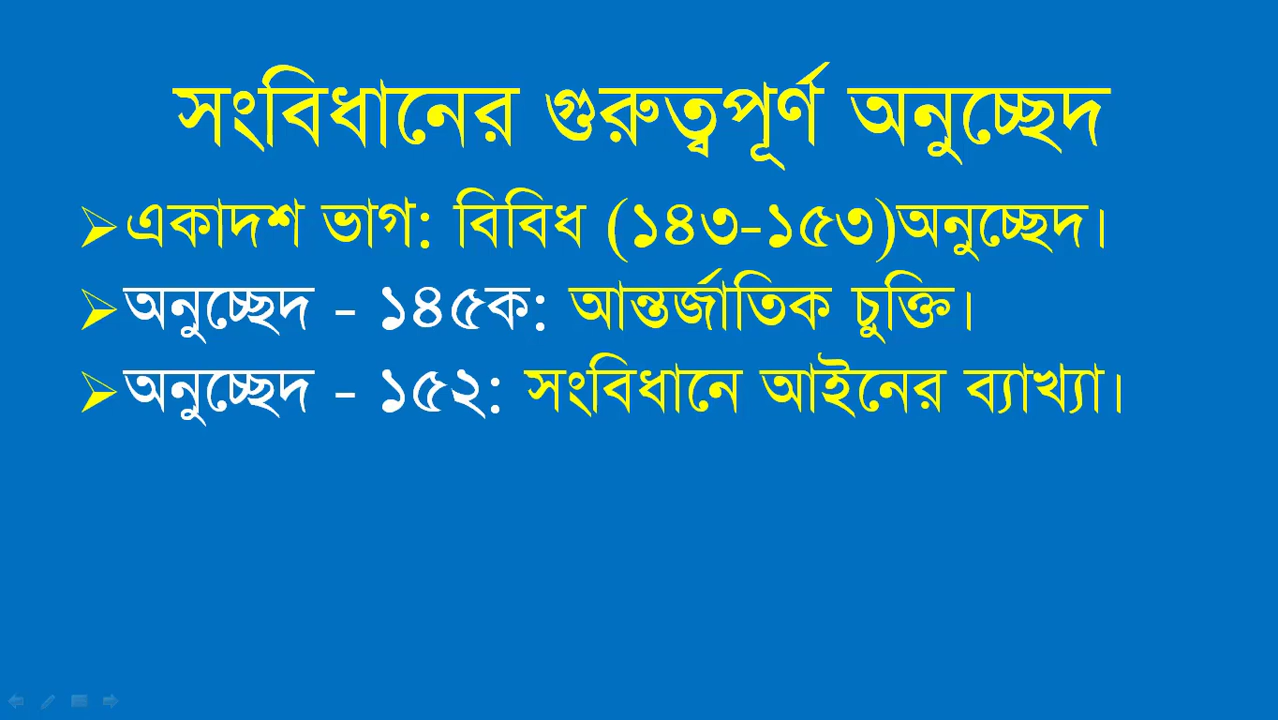 সংবিধানের গুরুত্বপূর্ণ অনুচ্ছেদ
একাদশ ভাগ: বিবিধ (১৪৩-১৫৩)অনুচ্ছেদ।
অনুচ্ছেদ - ১৪৫ক: আন্তর্জাতিক চুক্তি।
অনুচ্ছেদ - ১৫২: সংবিধানে আইনের ব্যাখ্যা।